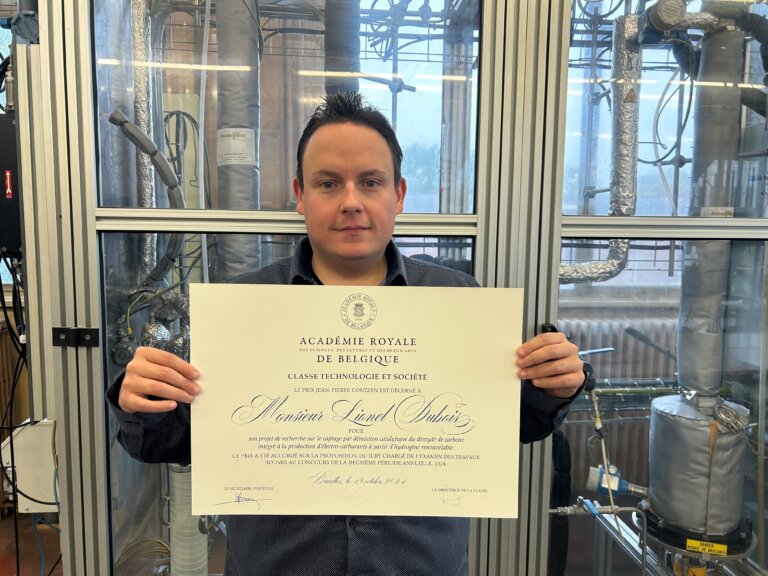 ACADÉMIE ROYALE
DES SCIENCES, DES LETTRES ET DES BEAUX-ARTS
DE BELGIQUE
CLASSE TECHNOLOGIE ET SOCIÉTÉ
LE PRIX JEAN-PIERRE CONTZEN EST DÉCERNÉ À
Monsieur Lionel Dubois
POUR
son projet de recherche sur le captage par démixtion catalytique du dioxyde de carbone
intégré à la production d'électro-carburants à partir d'hydrogène renouvelable.
CE PRIX A ÉTÉ ACCORDÉ SUR LA PROPOSITION DU JURY CHARGÉ DE L'EXAMEN DES TRAVAUX
SOUMIS AU CONCOURS DE LA DEUXIÈME PÉRIODE ANNUELLE, 2024.
Bruxelles, le 19 octobre 2024
LE SECRÉTAIRE PERPÉTUEL
LA DIRECTRICE DE LA CLASSE
DANGER
RISQUE DE BRULURES